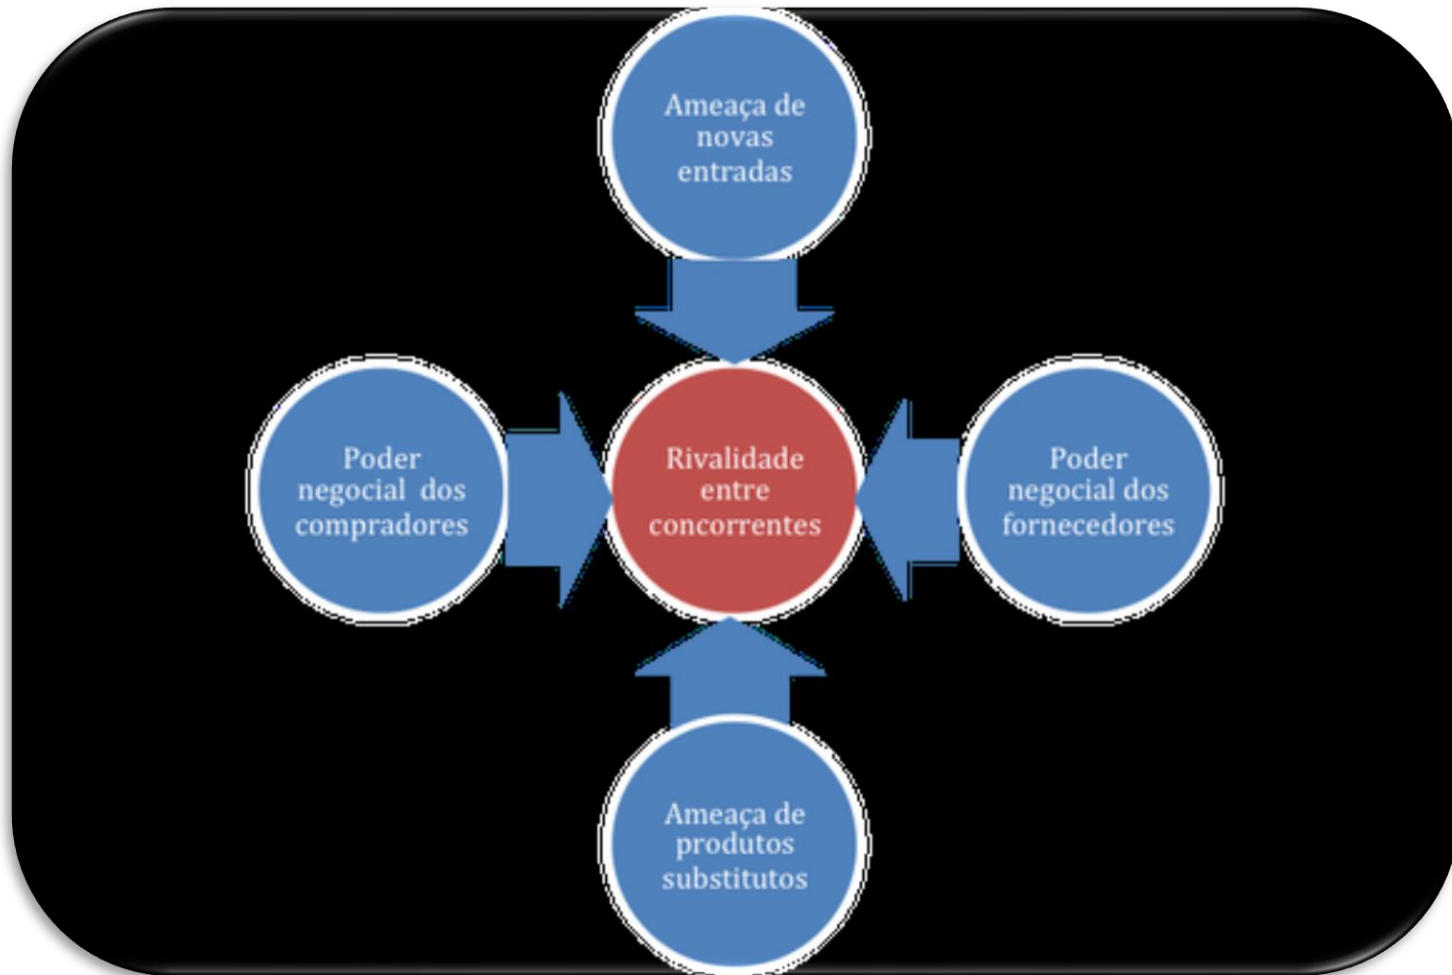 Ameaça de
novas
entradas
Poder
negocial dos
compradores
Rivalidade
entre
concorrentes
Poder
negocial dos
fornecedores
Ameaça de
produtos
substitutos